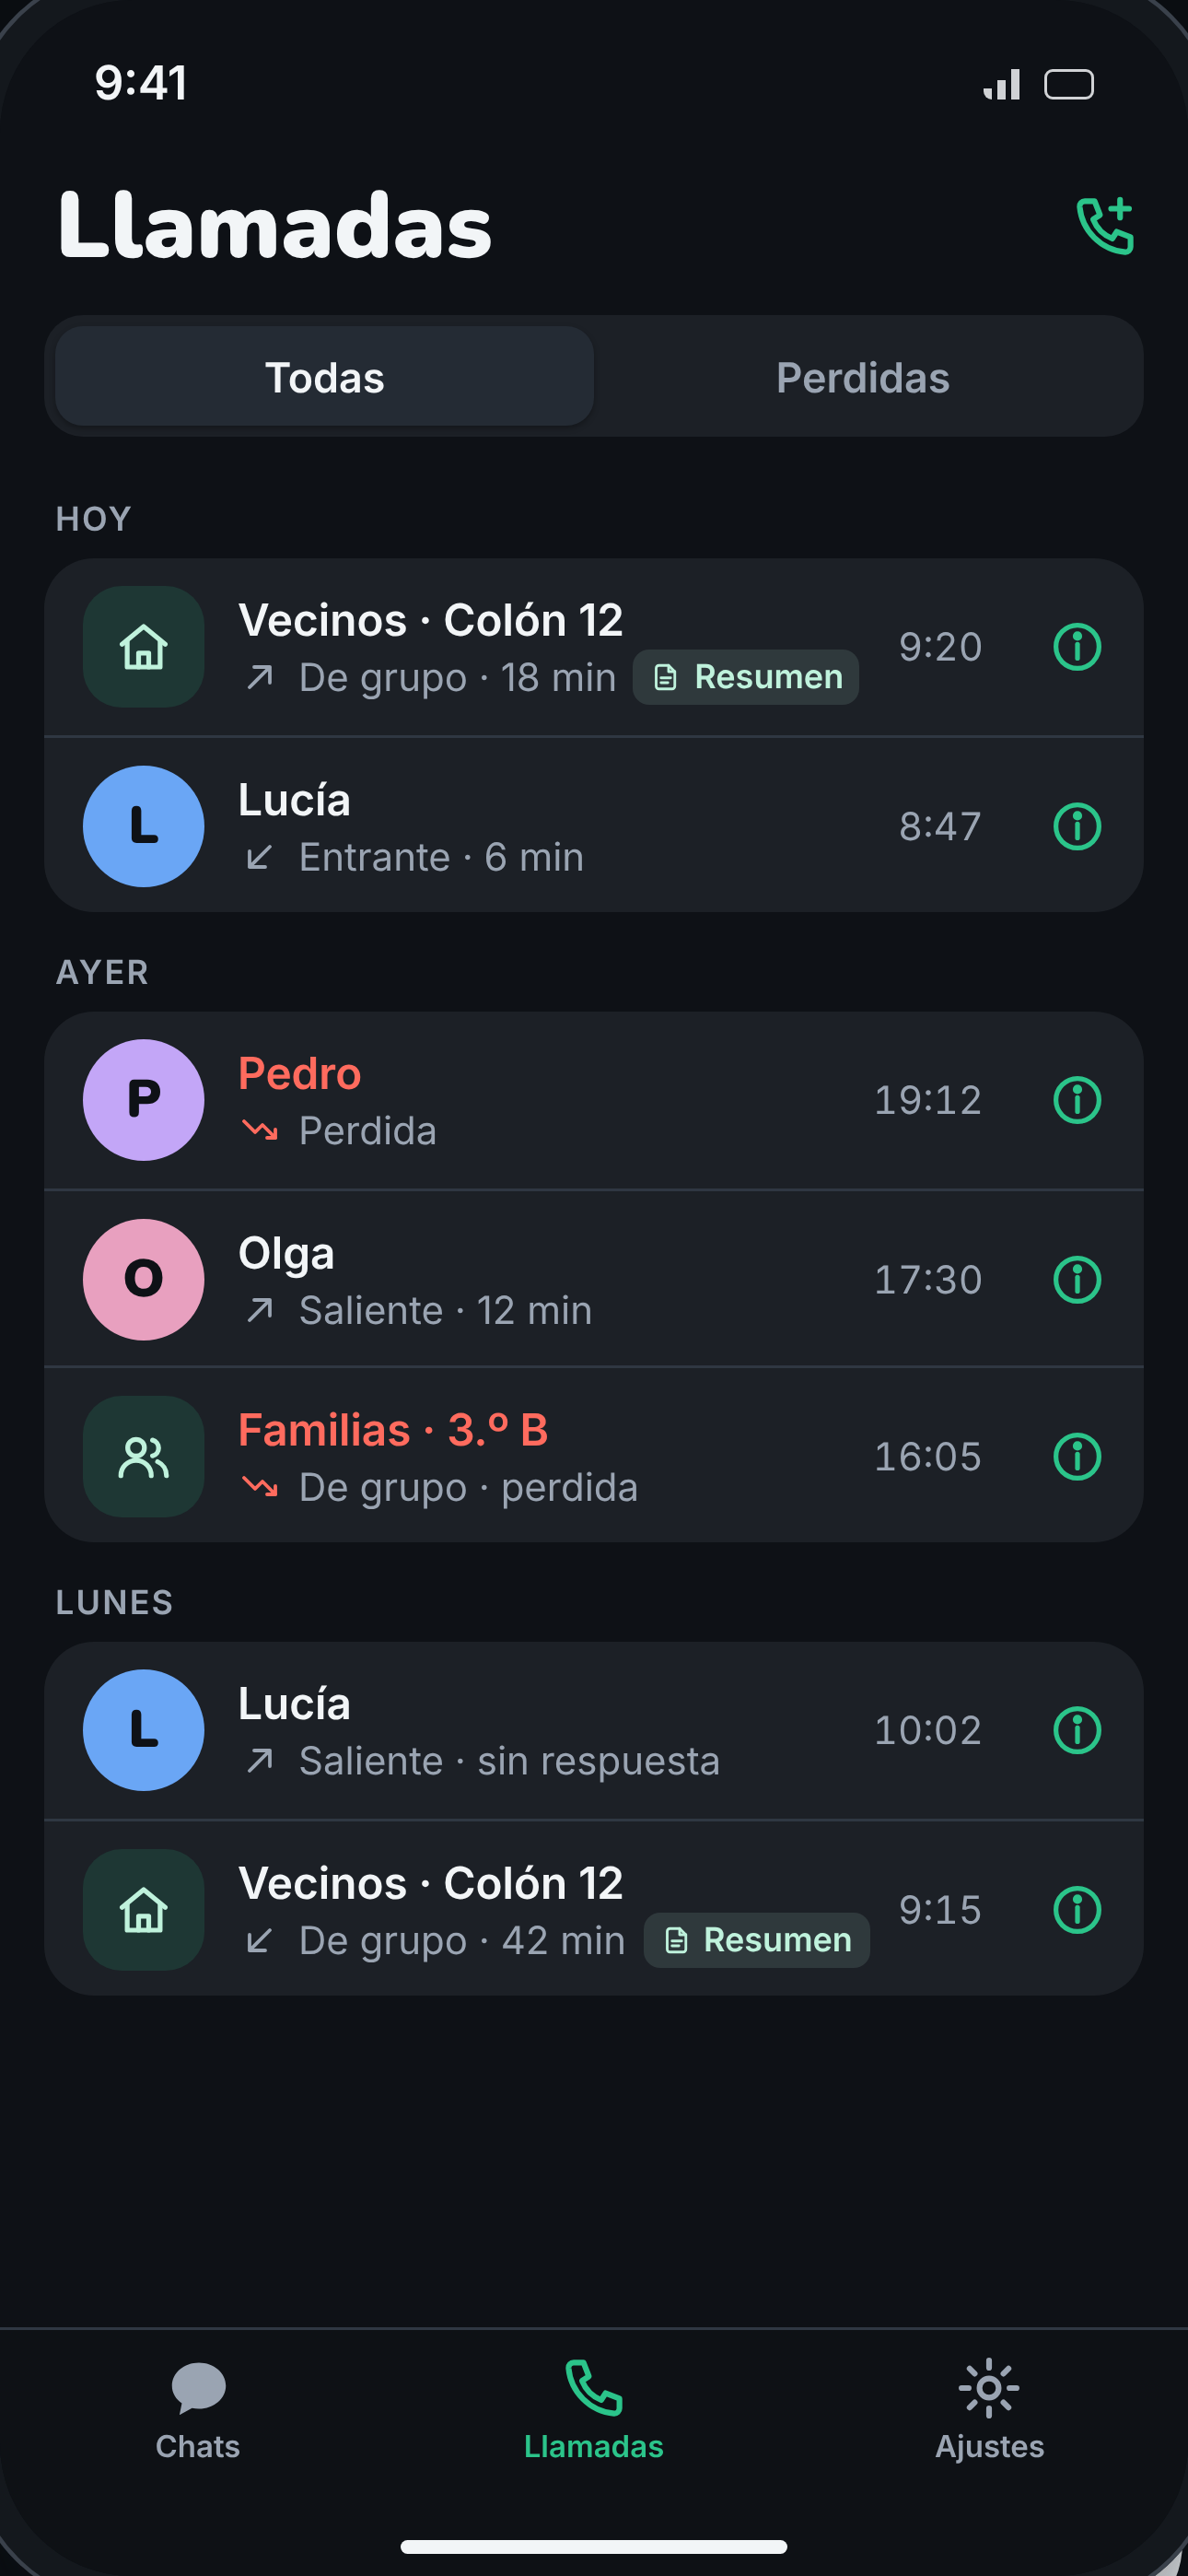 9:41
Llamadas
Todas
Perdidas
HOY
Vecinos · Colón 12
De grupo · 18 min
Resumen
9:20
L
Lucía
Entrante · 6 min
8:47
AYER
P
Pedro
Perdida
19:12
O
Olga
Saliente · 12 min
17:30
Familias · 3.º B
De grupo · perdida
16:05
LUNES
L
Lucía
Saliente · sin respuesta
10:02
Vecinos · Colón 12
De grupo · 42 min
Resumen
9:15
Chats
Llamadas
Ajustes